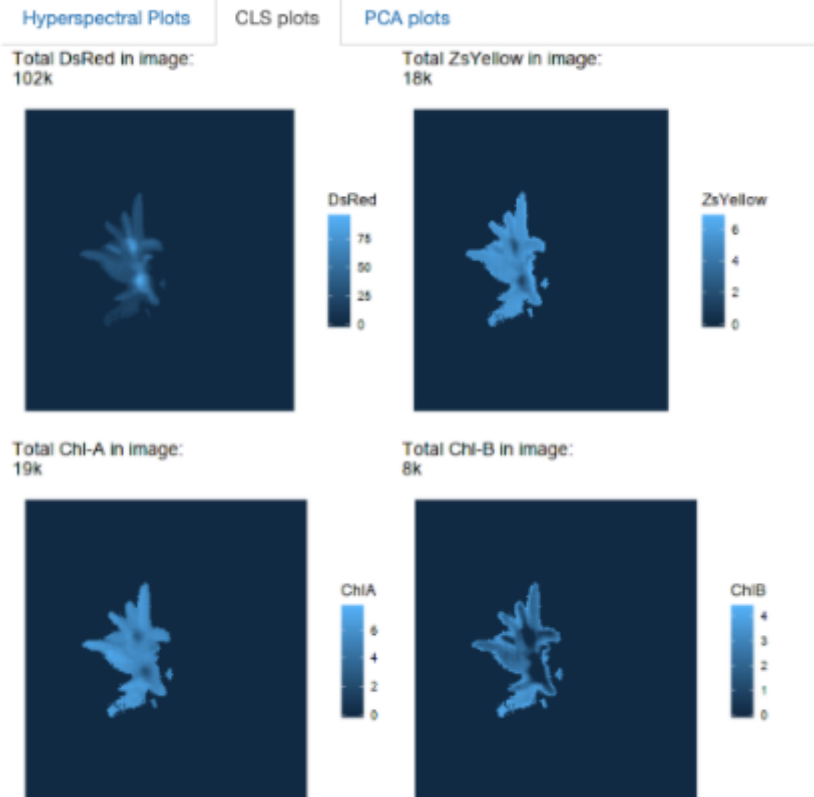 Hyperspectral Plots CLS plots PCA plots
Total DsRed in image:
102k
Total ZsYellow in image:
18k
DsRed
75
50
25
0
ZsYellow
6
4
2
0
Total Chl-A in image:
19k
Total Chl-B in image:
8k
ChlA
6
4
2
0
ChlB
4
3
2
1
0